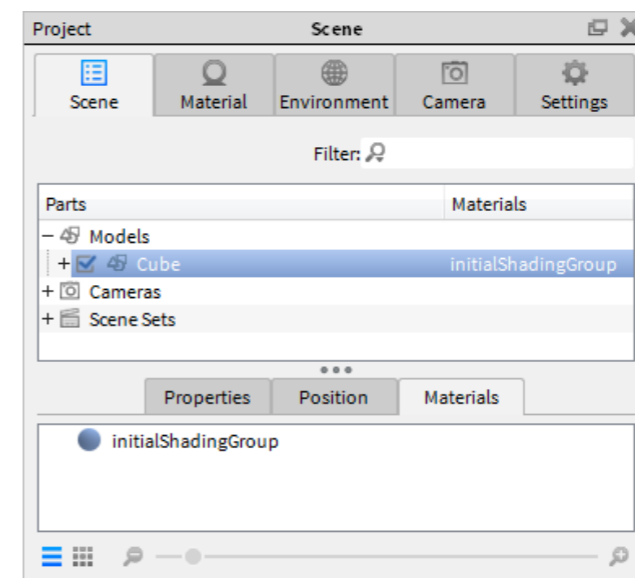 Project Scene
Scene Material Environment Camera Settings
Filter:
Parts Materials
Models
Cube initialShadingGroup
Cameras
Scene Sets
Properties Position Materials
initialShadingGroup